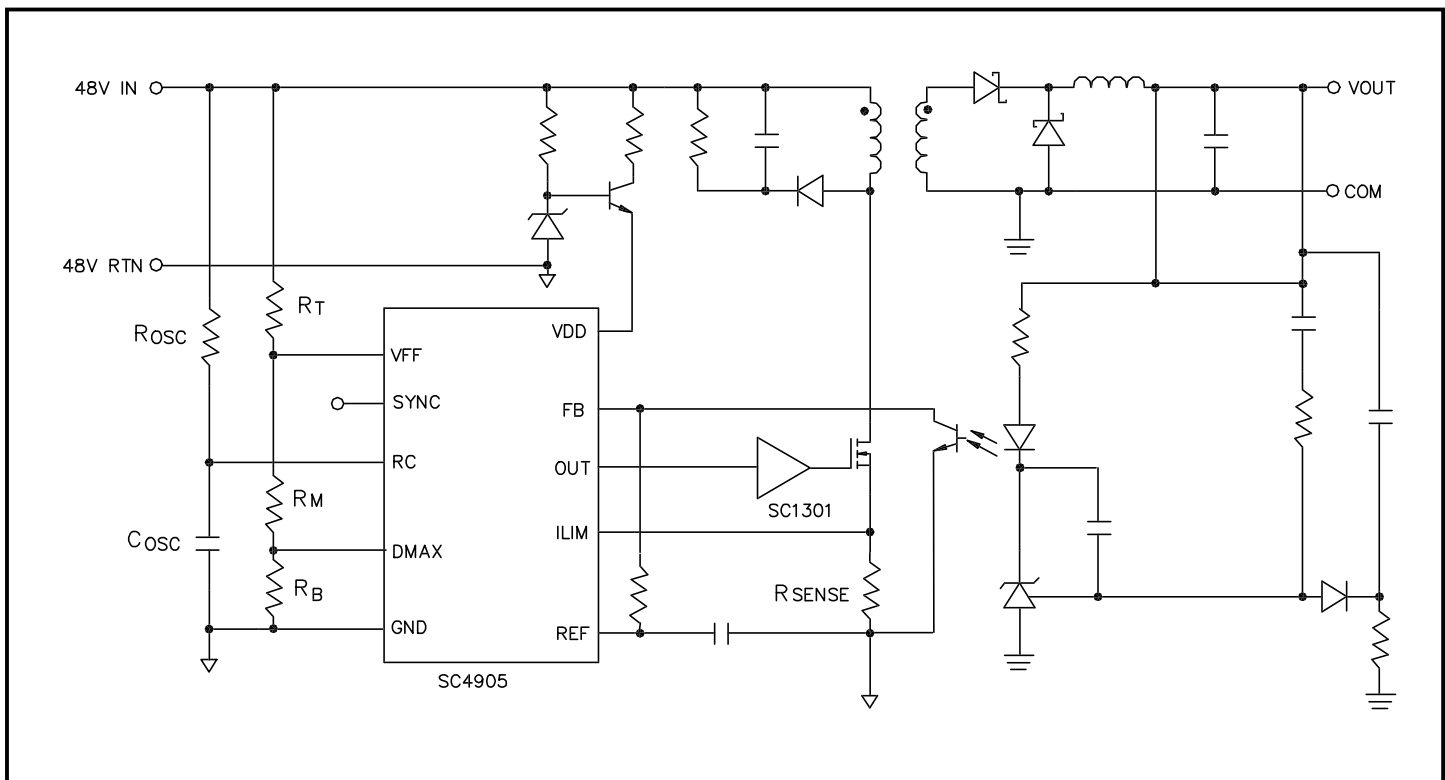 48V IN
VOUT
COM
48V RTN
RT
ROSC
VDD
VFF
SYNC
FB
RC
OUT
RM
SC1301
ILIM
COSC
DMAX
RB
RSENSE
GND
REF
SC4905